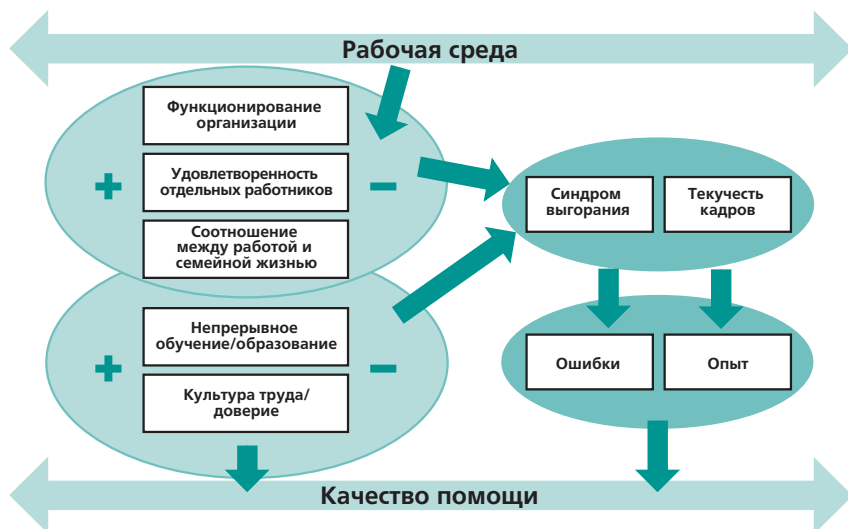 Рабочая среда
Функционирование
организации
+
Удовлетворенность
отдельных работников
–
Соотношение
между работой и
семейной жизнью
Синдром
выгорания
Текучесть
кадров
Непрерывное
обучение/образование
+
Культура труда/
доверие
–
Ошибки
Опыт
Качество помощи